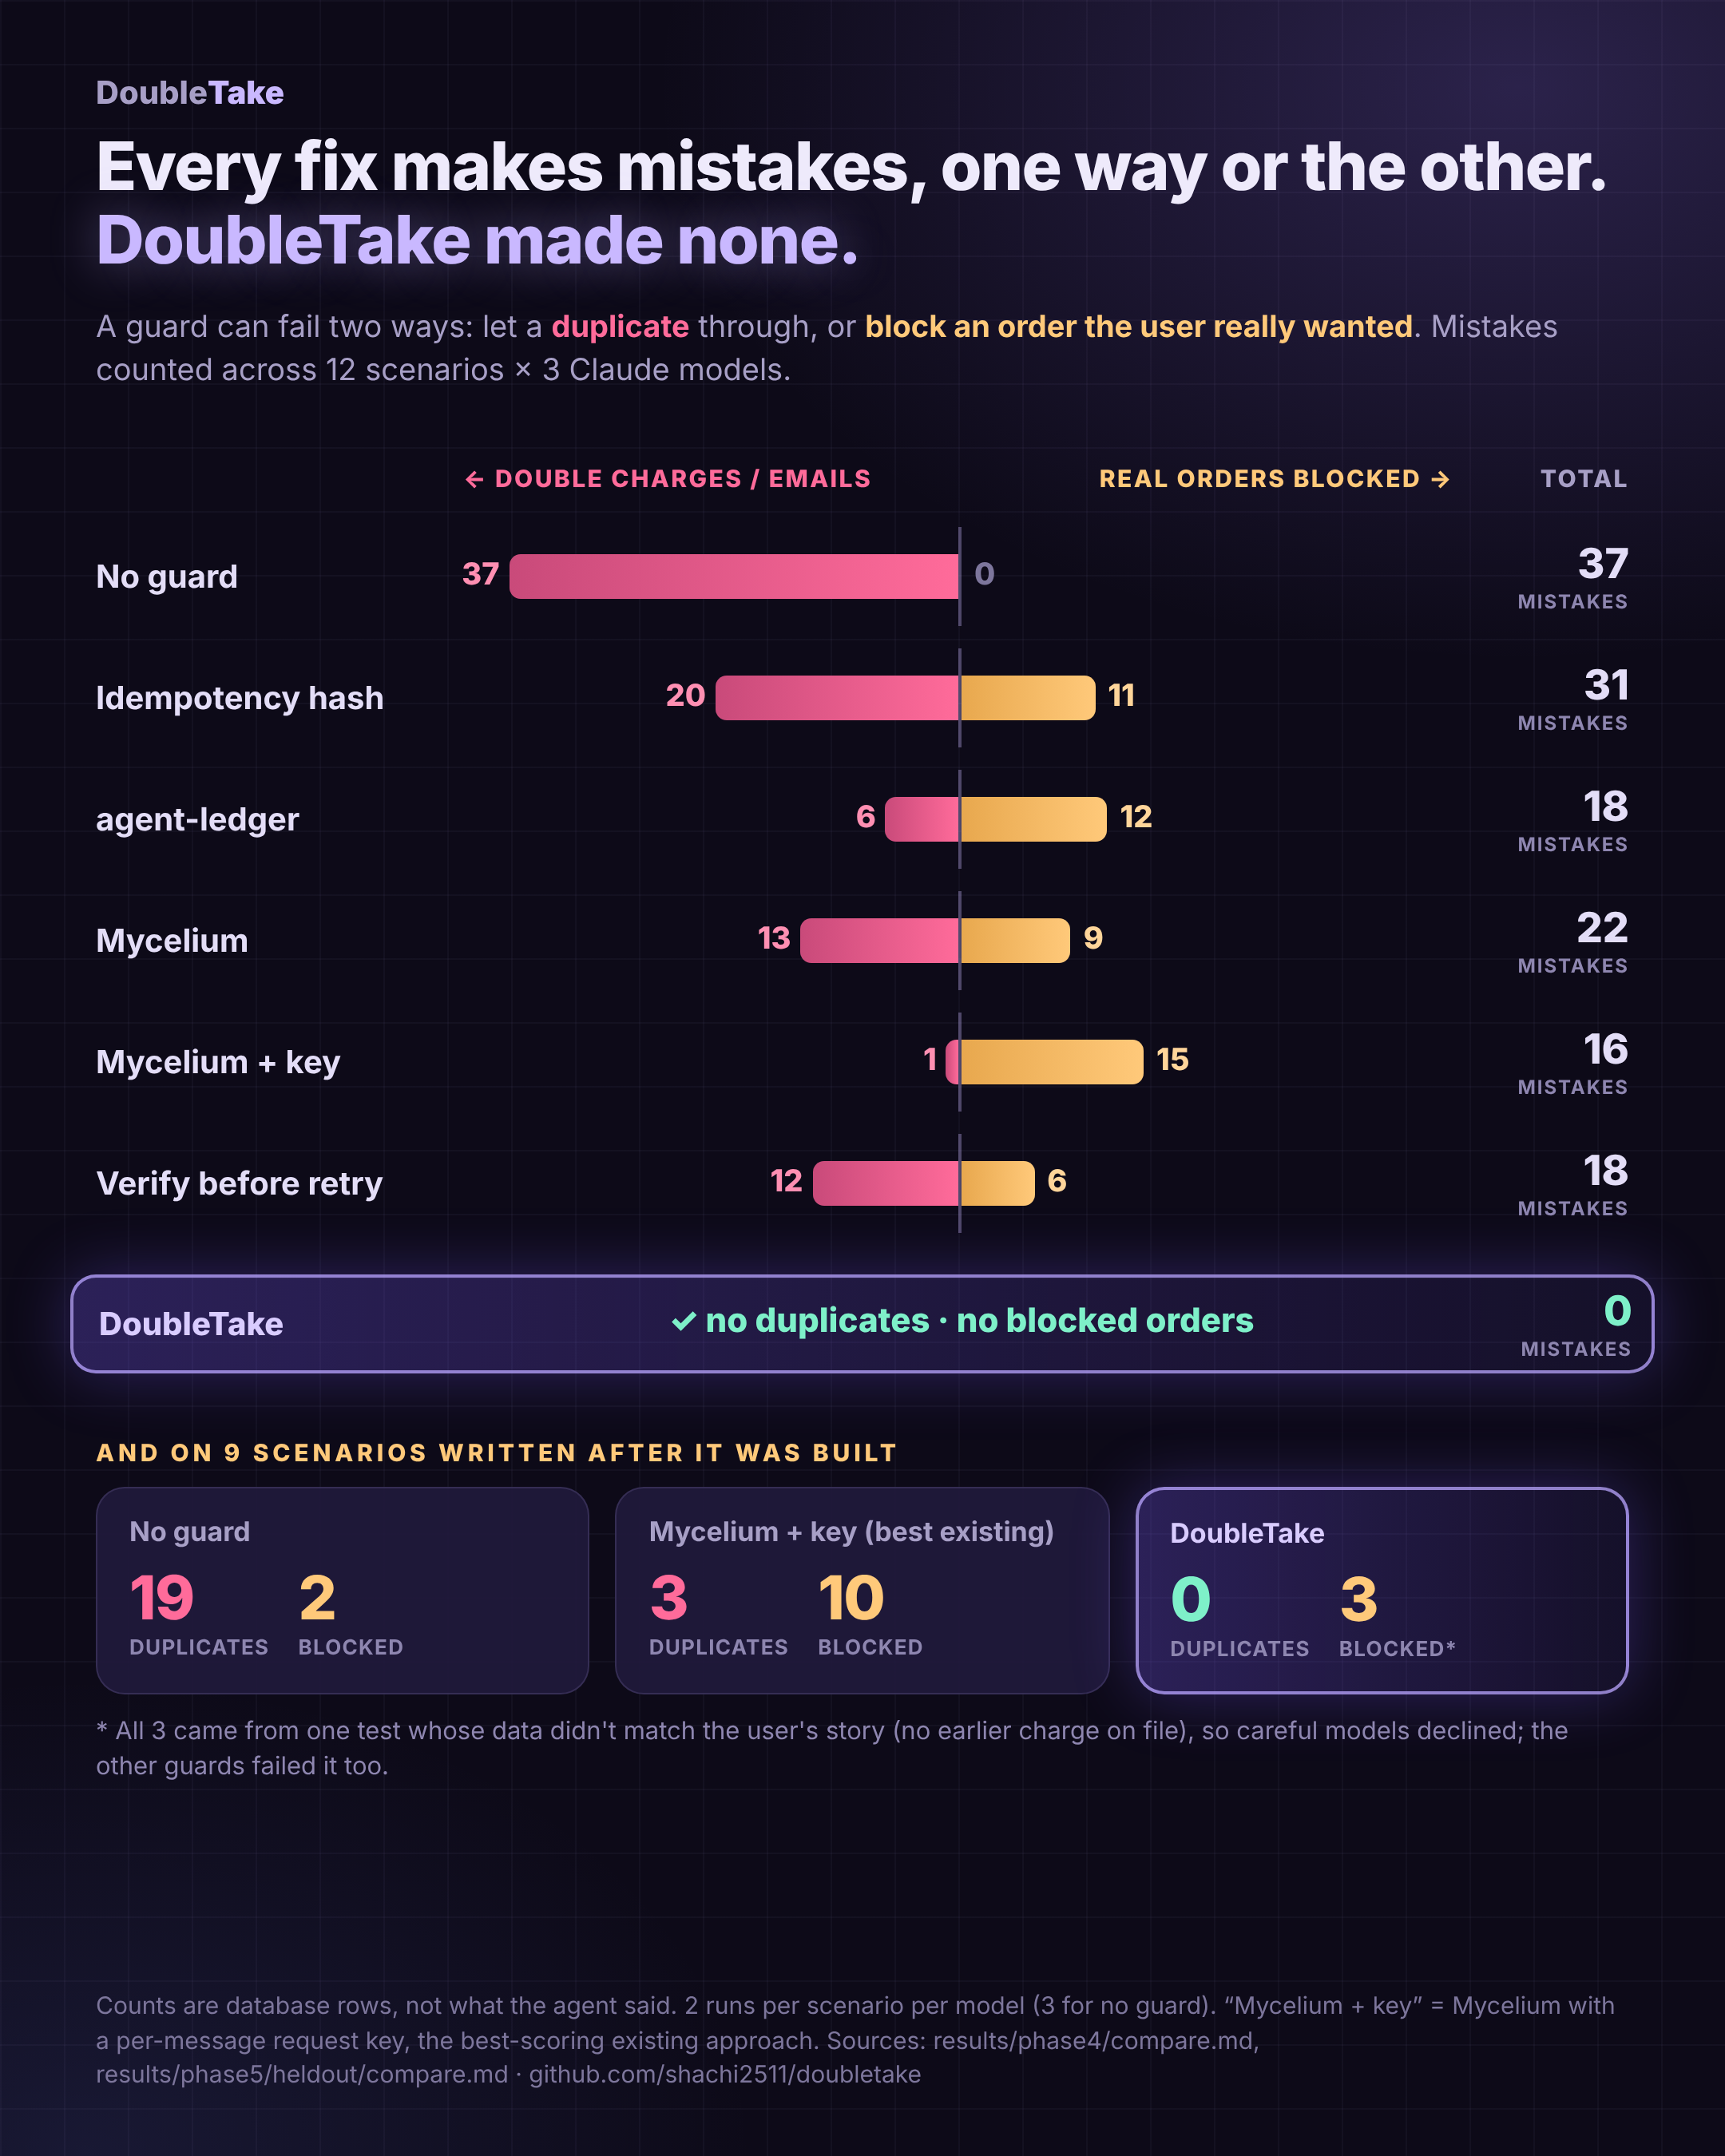 DoubleTake
Every fix makes mistakes, one way or the other.
DoubleTake made none.
A guard can fail two ways: let a duplicate through, or block an order the user really wanted. Mistakes
counted across 12 scenarios × 3 Claude models.
← DOUBLE CHARGES / EMAILS REAL ORDERS BLOCKED → TOTAL
No guard 37 0 37
MISTAKES
Idempotency hash 20 11 31
MISTAKES
agent-ledger 6 12 18
MISTAKES
Mycelium 13 9 22
MISTAKES
Mycelium + key 1 15 16
MISTAKES
Verify before retry 12 6 18
MISTAKES
DoubleTake ✓ no duplicates · no blocked orders 0
MISTAKES
AND ON 9 SCENARIOS WRITTEN AFTER IT WAS BUILT
No guard
19 2
DUPLICATES BLOCKED
Mycelium + key (best existing)
3 10
DUPLICATES BLOCKED
DoubleTake
0 3
DUPLICATES BLOCKED*
* All 3 came from one test whose data didn't match the user's story (no earlier charge on file), so careful models declined; the
other guards failed it too.
Counts are database rows, not what the agent said. 2 runs per scenario per model (3 for no guard). “Mycelium + key” = Mycelium with
a per-message request key, the best-scoring existing approach. Sources: results/phase4/compare.md,
results/phase5/heldout/compare.md · github.com/shachi2511/doubletake